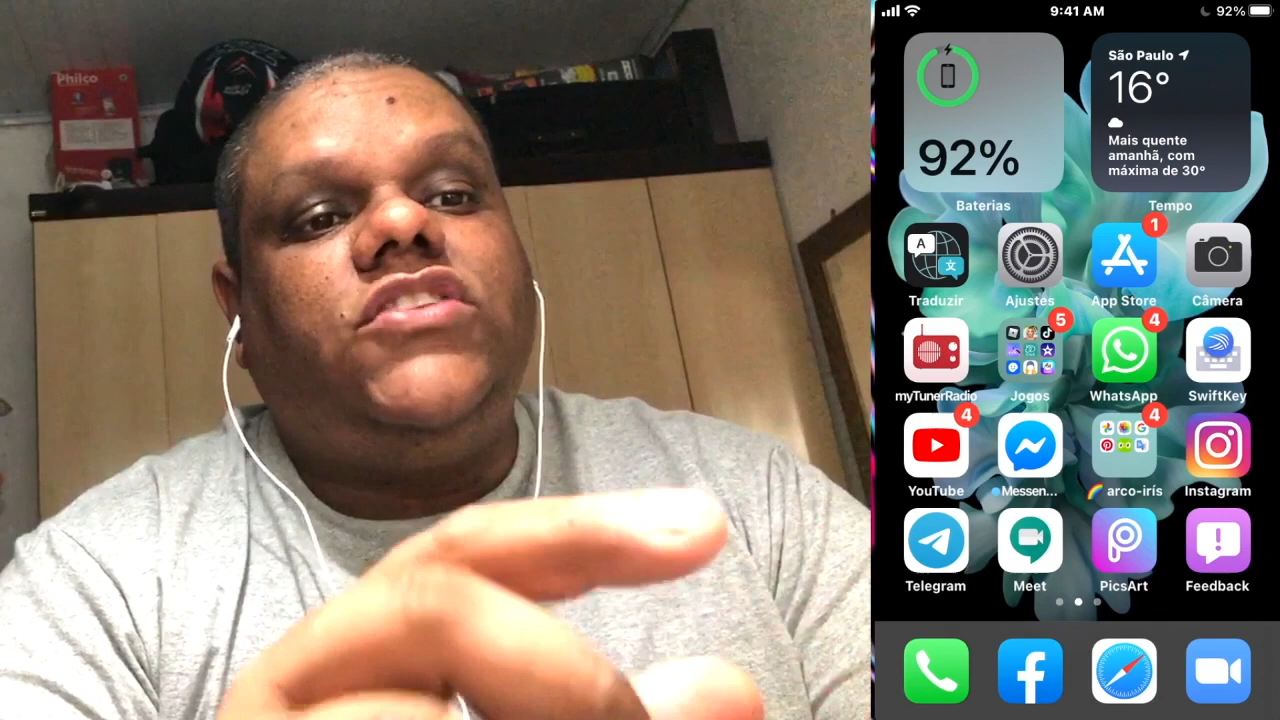 Philco
9:41 AM
92%
92%
Baterias
São Paulo
16°
Mais quente
amanhã, com
máxima de 30°
Tempo
1
A
文
Traduzir
Ajustes
App Store
Câmera
5
4
myTunerRadio
Jogos
WhatsApp
SwiftKey
4
4
YouTube
Messen...
arco-irís
Instagram
Telegram
Meet
PicsArt
Feedback